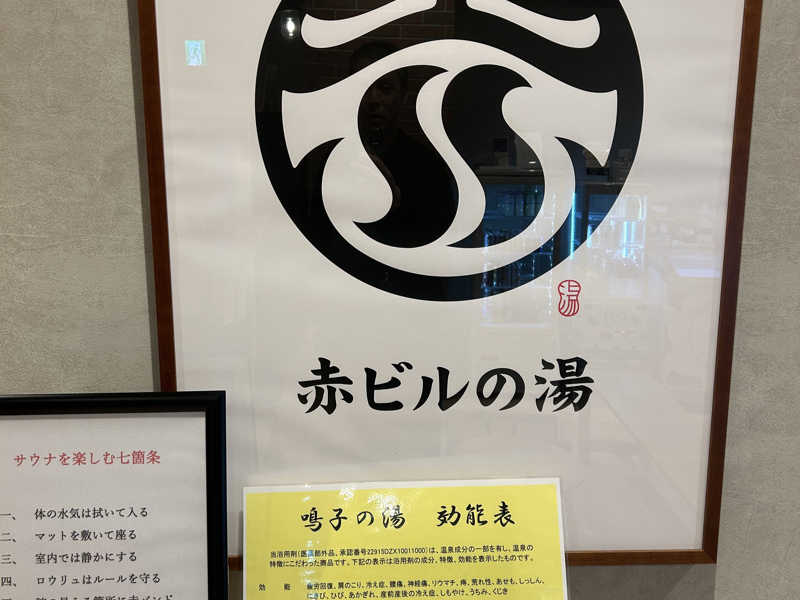 赤ビルの湯
サウナを楽しむ七箇条
一、 体の水気は拭いて入る
二、 マットを敷いて座る
三、 室内では静かにする
四、 ロウリュはルールを守る
鳴子の湯 効能表
当浴用剤(医薬部外品、承認番号22915DZX10011000)は、温泉成分の一部を有し、温泉の
特徴にこだわった商品です。下記の表示は浴用剤の成分、特徴、効能を表示したものです。
効 能 疲労回復、肩のこり、冷え症、腰痛、神経痛、リウマチ、痔、荒れ性、あせも、しっしん、
にきび、ひび、あかぎれ、産前産後の冷え症、しもやけ、うちみ、くじき